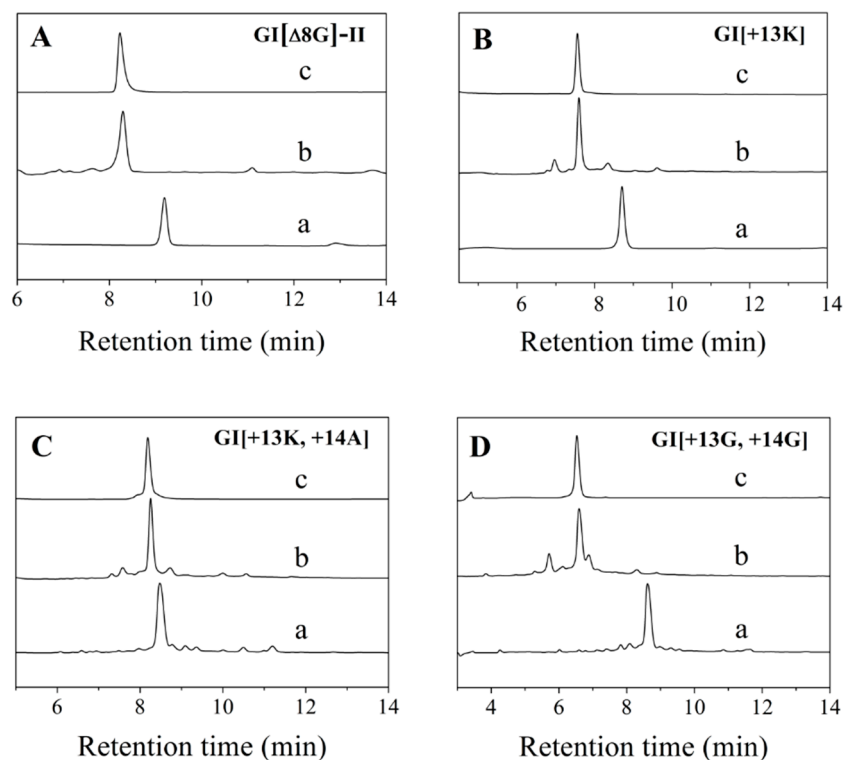 A GI[Δ8G]-II
c
b
a
6 8 10 12 14
Retention time (min)
B GI[+13K]
c
b
a
6 8 10 12 14
Retention time (min)
C GI[+13K, +14A]
c
b
a
6 8 10 12 14
Retention time (min)
D GI[+13G, +14G]
c
b
a
4 6 8 10 12 14
Retention time (min)